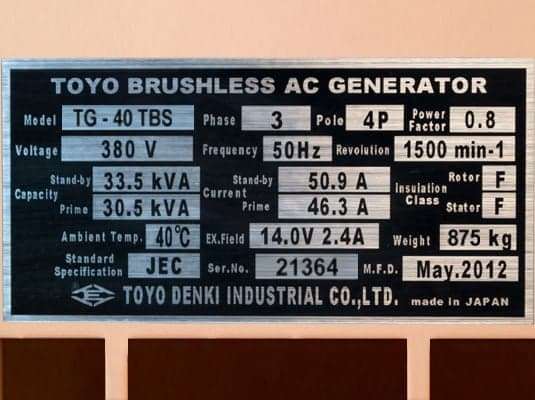 TOYO BRUSHLESS AC GENERATOR
Model TG - 40 TBS Phase 3 Pole 4P Power Factor 0.8
Voltage 380 V Frequency 50Hz Revolution 1500 min-1
Capacity Stand-by 33.5 kVA Current Stand-by 50.9 A Insulation Class Rotor F
Prime 30.5 kVA Prime 46.3 A Stator F
Ambient Temp. 40°C EX.Field 14.0V 2.4A Weight 875 kg
Standard Specification JEC Ser.No. 21364 M.F.D. May.2012
TOYO DENKI INDUSTRIAL CO.,LTD. made in JAPAN